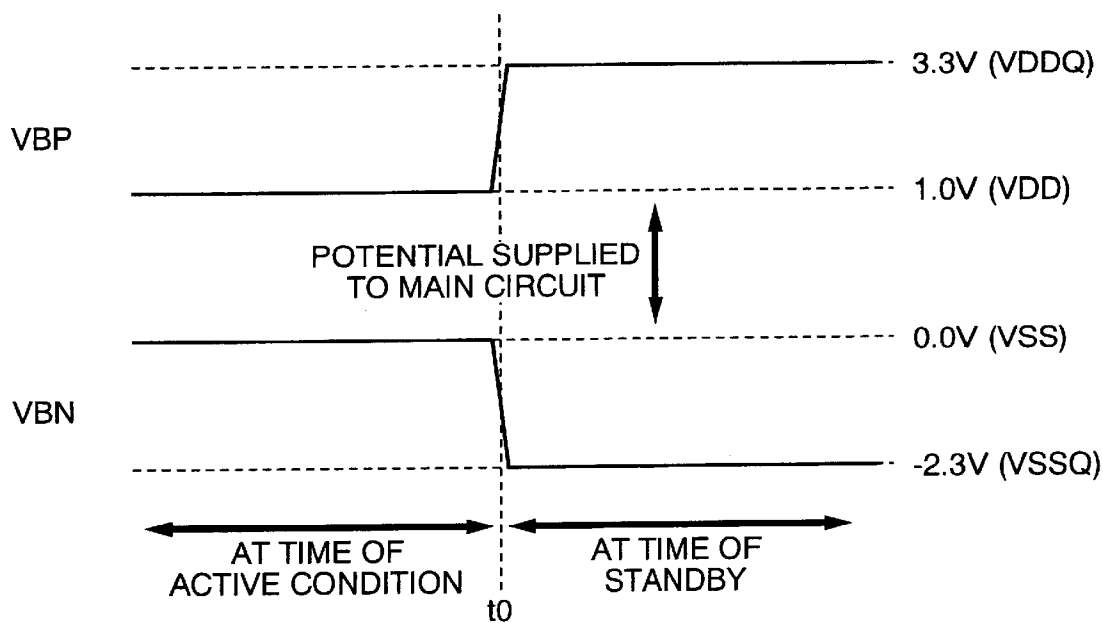 3.3V (VDDQ)
VBP
1.0V (VDD)
POTENTIAL SUPPLIED
TO MAIN CIRCUIT
0.0V (VSS)
VBN
-2.3V (VSSQ)
AT TIME OF
ACTIVE CONDITION
AT TIME OF
STANDBY
t0